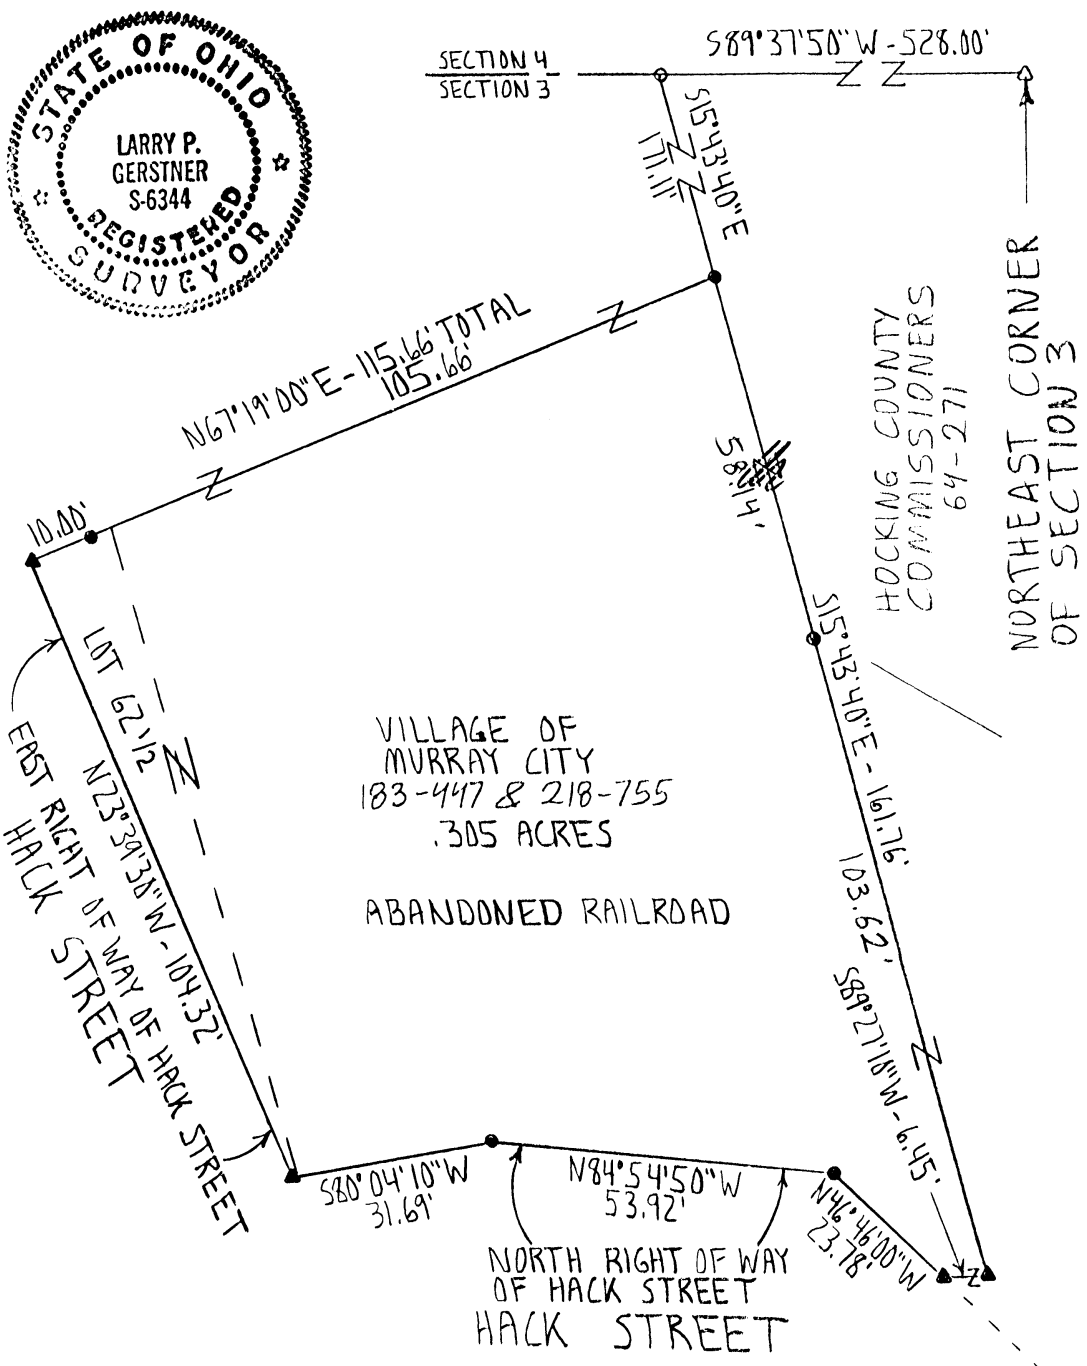 STATE OF OHIO
LARRY P.
GERSTNER
S-6344
REGISTERED
SURVEYOR
SECTION 4
SECTION 3
S89°37'50"W-528.00'
S15°43'40"E
171.11'
NORTHEAST CORNER
OF SECTION 3
HOCKING COUNTY
COMMISSIONERS
64-271
N67°19'00"E-115.66' TOTAL
105.66'
10.00'
58.14'
S15°43'40"E-161.76'
103.62'
LOT 62 1/2
N23°39'30"W-104.32'
EAST RIGHT OF WAY OF HACK STREET
HACK STREET
VILLAGE OF
MURRAY CITY
183-447 & 218-755
.305 ACRES
ABANDONED RAILROAD
S89°27'10"W-6.45'
S80°04'10"W
31.69'
N84°54'50"W
53.92'
N46°46'00"W
23.78'
NORTH RIGHT OF WAY
OF HACK STREET
HACK STREET